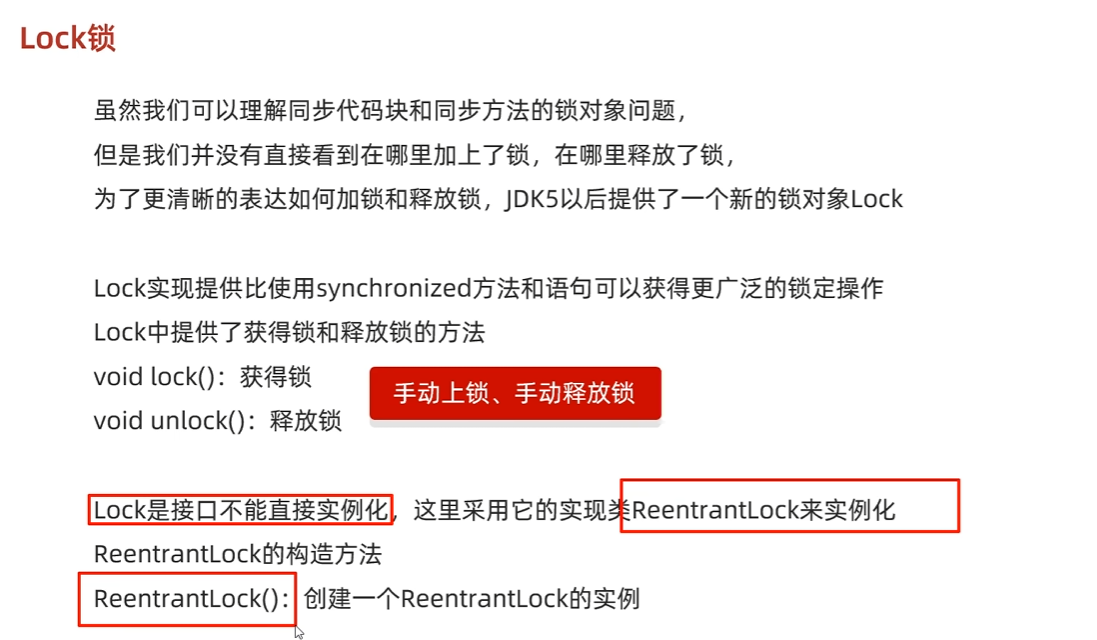 Lock锁
虽然我们可以理解同步代码块和同步方法的锁对象问题，
但是我们并没有直接看到在哪里加上了锁，在哪里释放了锁，
为了更清晰的表达如何加锁和释放锁，JDK5以后提供了一个新的锁对象Lock
Lock实现提供比使用synchronized方法和语句可以获得更广泛的锁定操作
Lock中提供了获得锁和释放锁的方法
void lock()：获得锁
手动上锁、手动释放锁
void unlock()：释放锁
Lock是接口不能直接实例化，这里采用它的实现类ReentrantLock来实例化
ReentrantLock的构造方法
ReentrantLock()：创建一个ReentrantLock的实例